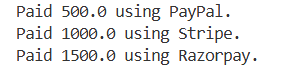 Paid 500.0 using PayPal.
Paid 1000.0 using Stripe.
Paid 1500.0 using Razorpay.